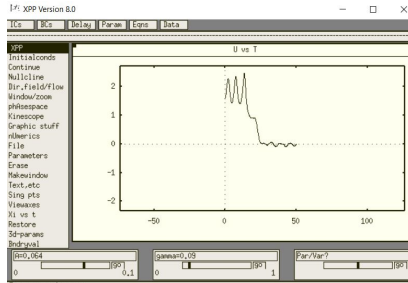 XPP Version 8.0
ICs BCs Delay Param Eqns Data
XPP
Initialconds
Continue
Nullcline
Dir.field/flow
Window/zoom
phAsespace
Kinescope
Graphic stuff
nUmerics
File
Parameters
Erase
Makewindow
Text,etc
Sing pts
Viewaxes
Xi vs t
Restore
3d-params
Bndryval
U vs T
2
1
0
-1
-2
-50 0 50 100
A=0.064
go
0 0.1
gamma=0.09
go
0 1
Par/Var?
go